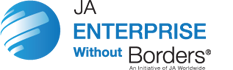 JA
ENTERPRISE
Without Borders®
An Initiative of JA Worldwide